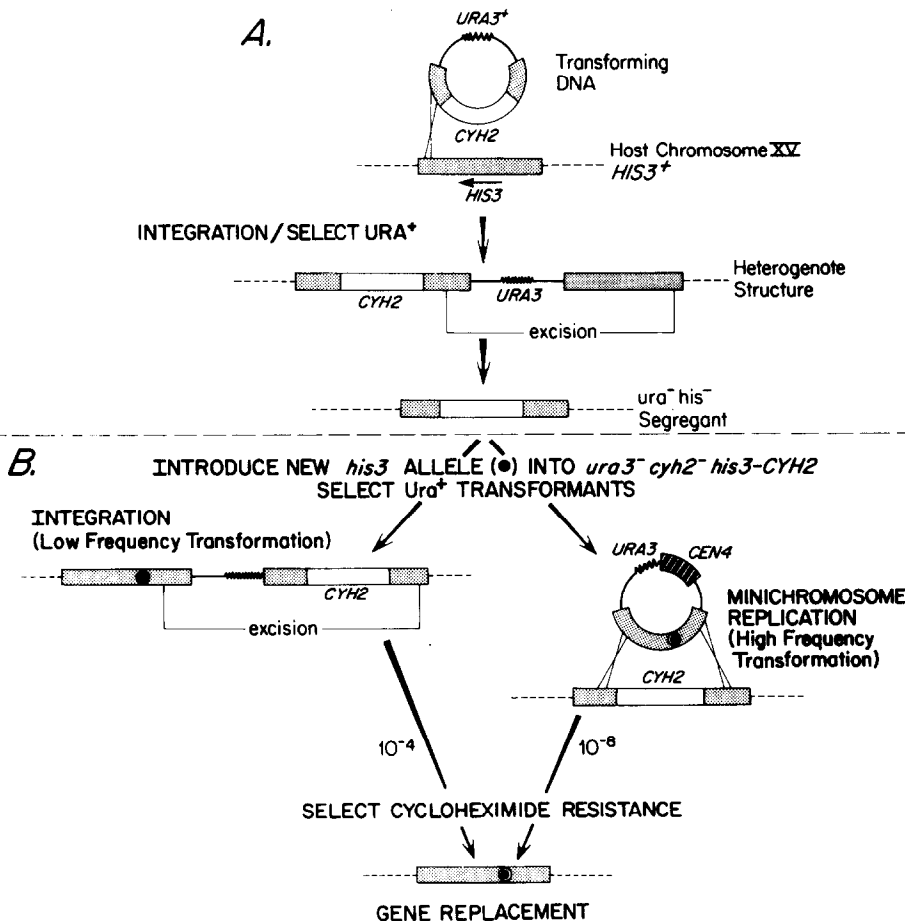 A.
URA3+
Transforming
DNA
CYH2
Host Chromosome XV
HIS3+
HIS3
INTEGRATION/SELECT URA+
Heterogenote
Structure
CYH2
URA3
excision
ura- his-
Segregant
B.
INTRODUCE NEW his3 ALLELE (●) INTO ura3- cyh2- his3-CYH2
SELECT Ura+ TRANSFORMANTS
INTEGRATION
(Low Frequency Transformation)
CYH2
excision
URA3
CEN4
MINICHROMOSOME
REPLICATION
(High Frequency
Transformation)
CYH2
10-4
10-8
SELECT CYCLOHEXIMIDE RESISTANCE
GENE REPLACEMENT